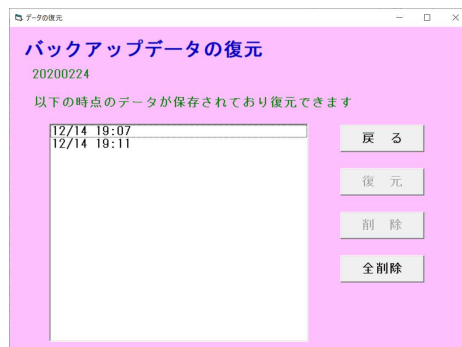 データの復元
バックアップデータの復元
20200224
以下の時点のデータが保存されており復元できます
12/14 19:07
12/14 19:11
戻 る
復 元
削 除
全削除